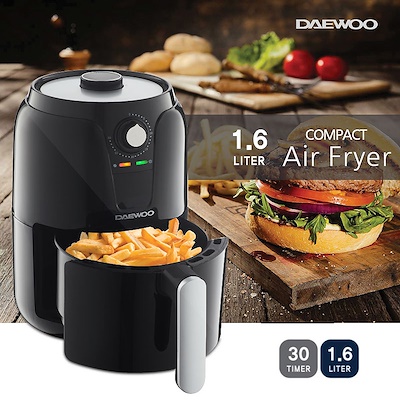 DAEWOO
1.6
LITER
COMPACT
Air Fryer
DAEWOO
30
TIMER
1.6
LITER